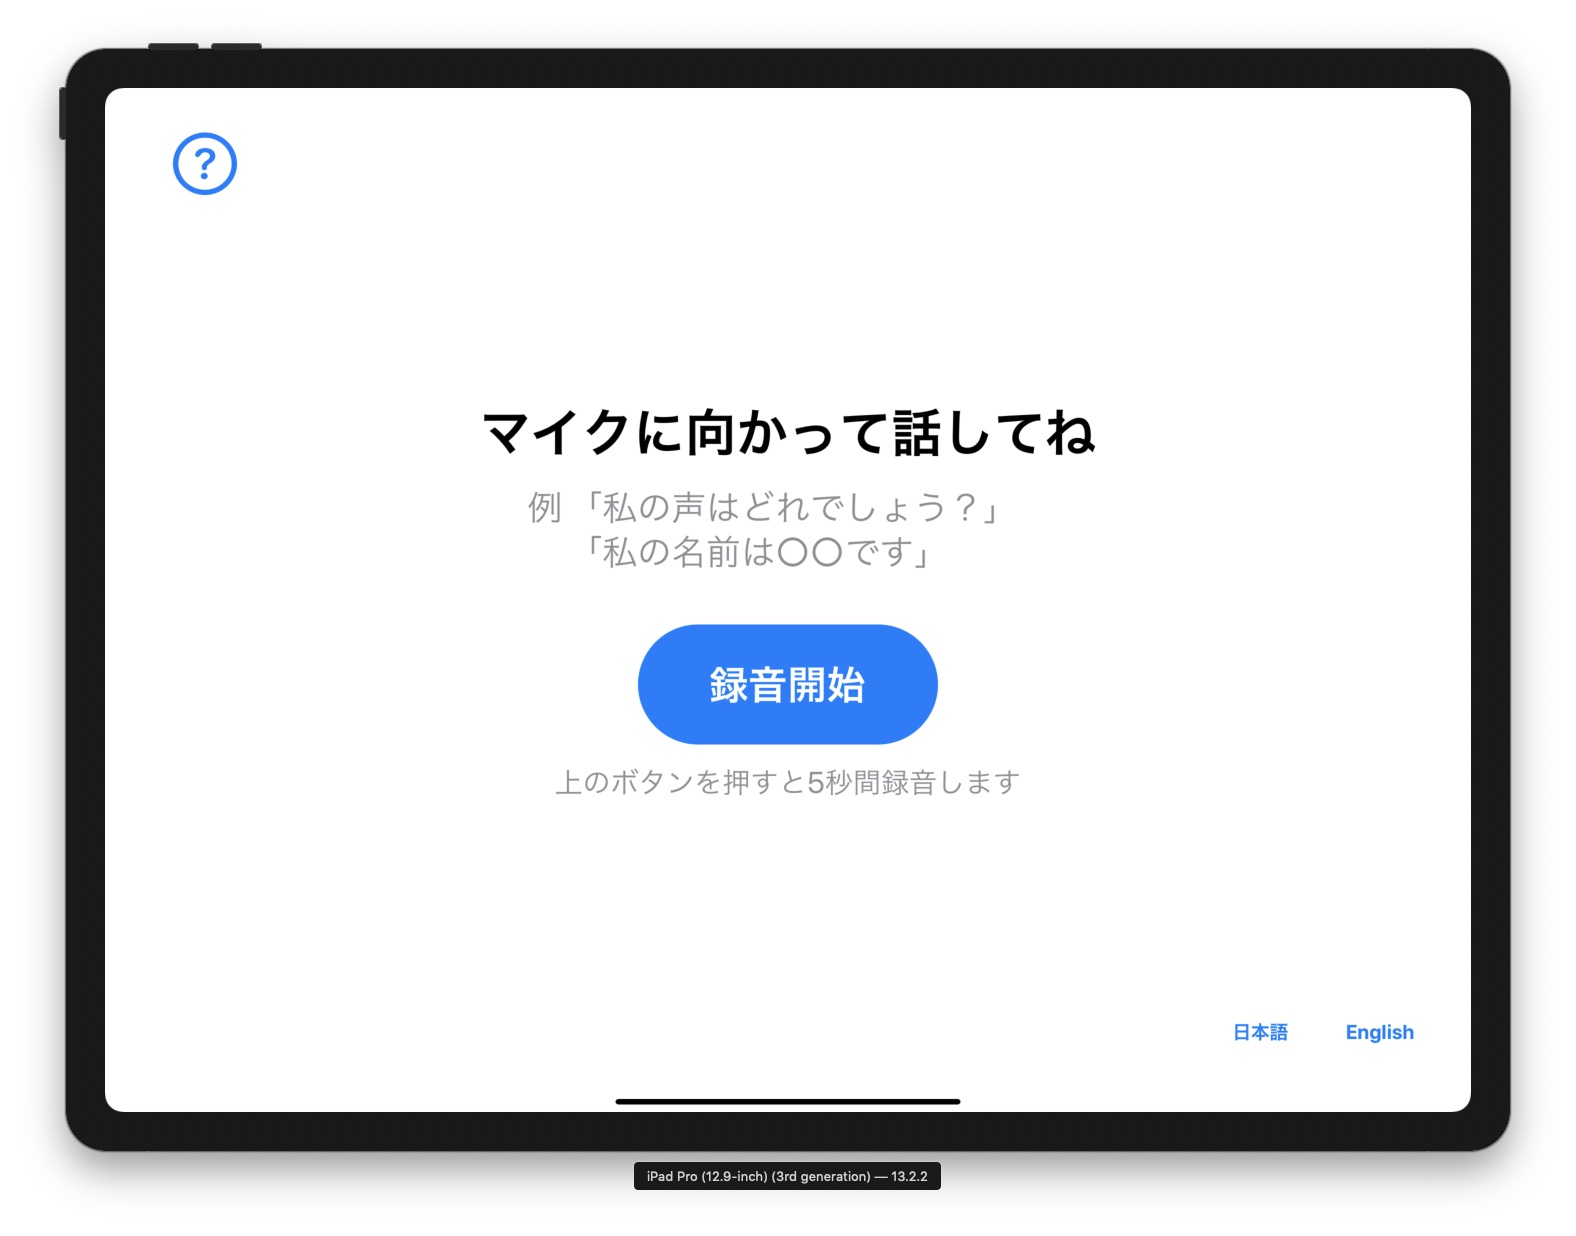 ?
マイクに向かって話してね
例 「私の声はどれでしょう？」
「私の名前は〇〇です」
録音開始
上のボタンを押すと5秒間録音します
日本語 English
iPad Pro (12.9-inch) (3rd generation) — 13.2.2